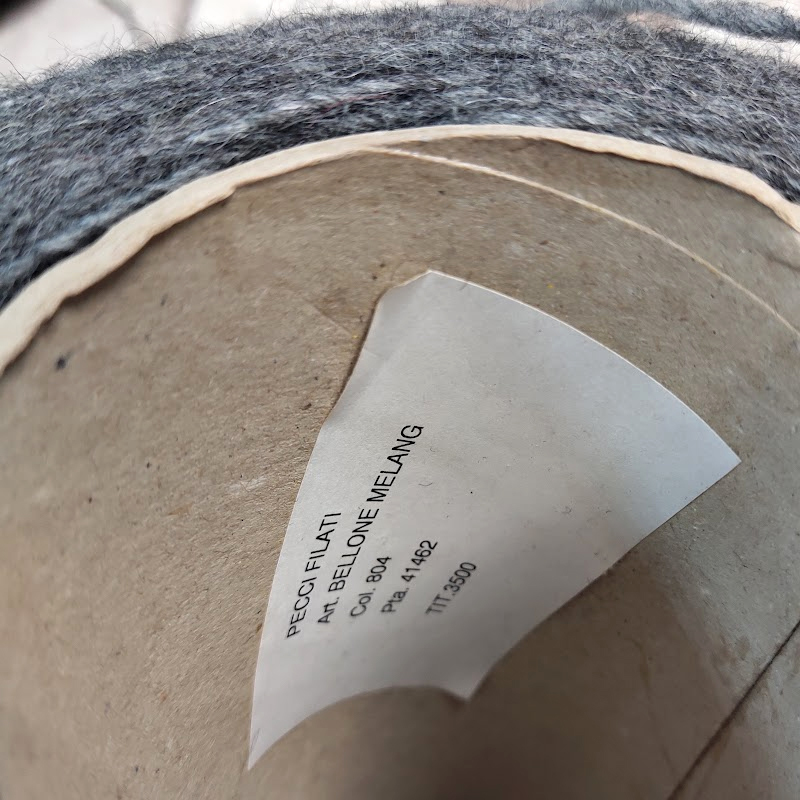 PECCI FILATI
Art. BELLONE MELANG
Col. 804
Pta. 41462
TIT.3500